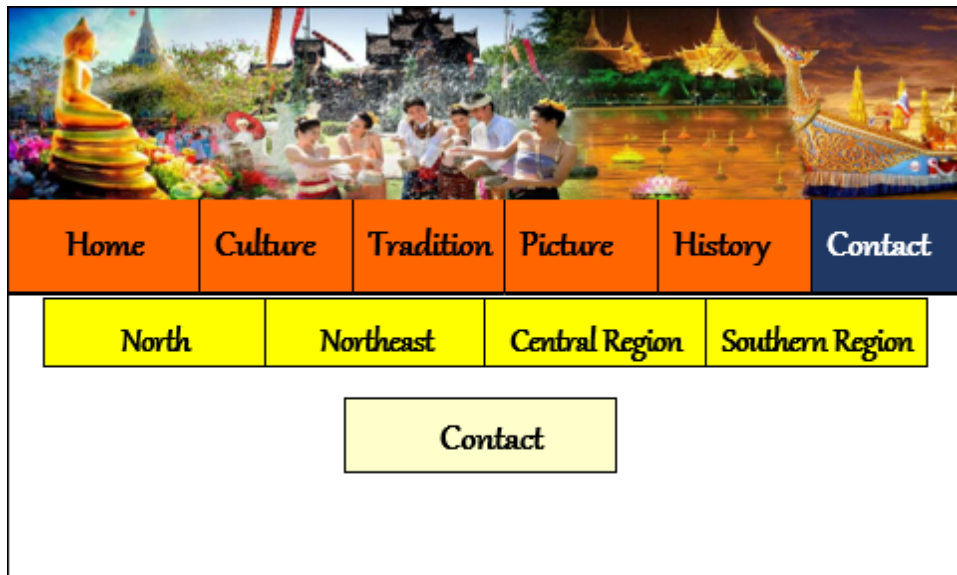 Home Culture Tradition Picture History Contact
North Northeast Central Region Southern Region
Contact